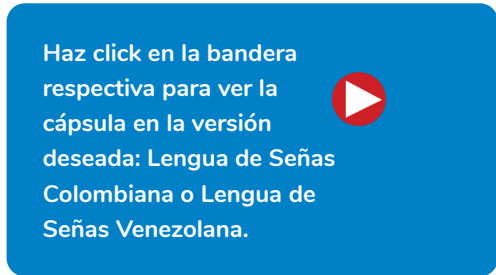 Haz click en la bandera
respectiva para ver la
cápsula en la versión
deseada: Lengua de Señas
Colombiana o Lengua de
Señas Venezolana.